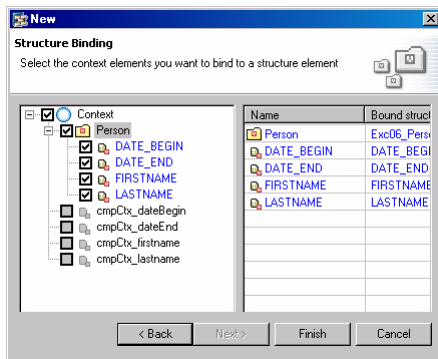 New
Structure Binding
Select the context elements you want to bind to a structure element
Context
Person
DATE_BEGIN
DATE_END
FIRSTNAME
LASTNAME
cmpCtx_dateBegin
cmpCtx_dateEnd
cmpCtx_firstname
cmpCtx_lastname
Name Bound struct
Person Exc06_Pers
DATE_BEGIN DATE_BEGI
DATE_END DATE_END
FIRSTNAME FIRSTNAME
LASTNAME LASTNAME
< Back Next > Finish Cancel